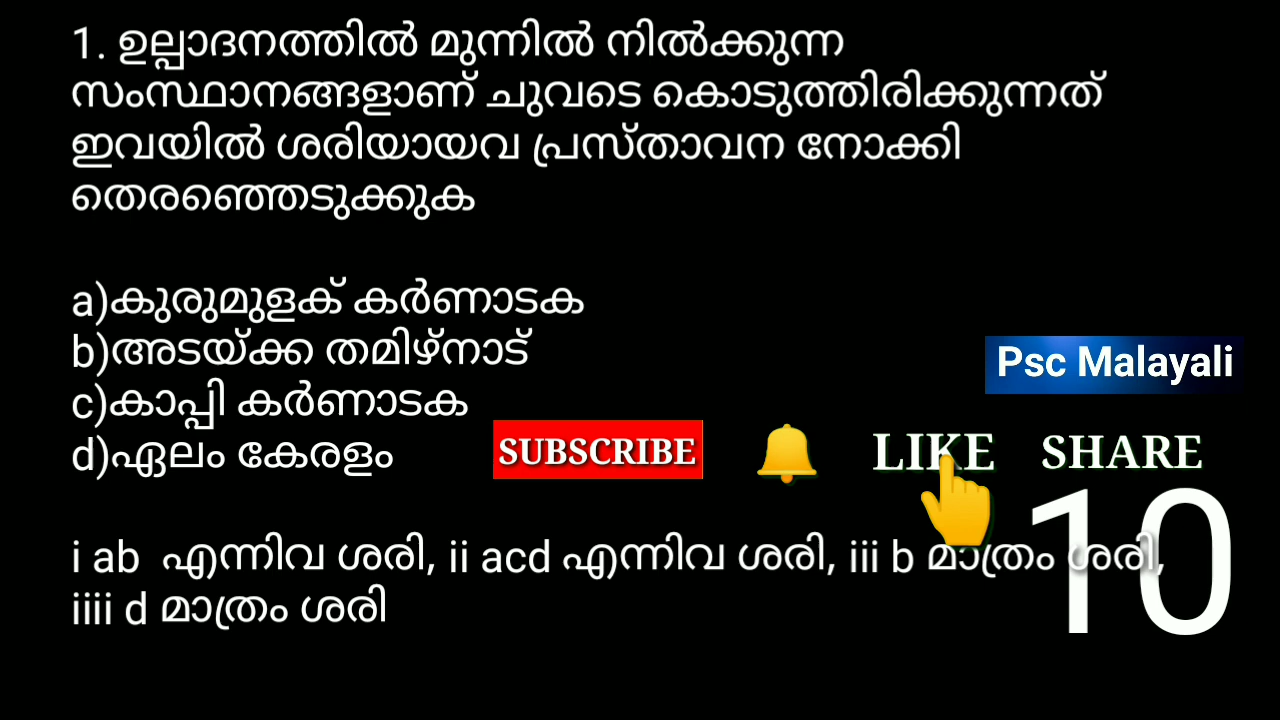 1. ഉല്പാദനത്തിൽ മുന്നിൽ നിൽക്കുന്ന
സംസ്ഥാനങ്ങളാണ് ചുവടെ കൊടുത്തിരിക്കുന്നത്
ഇവയിൽ ശരിയായവ പ്രസ്താവന നോക്കി
തെരഞ്ഞെടുക്കുക
a)കുരുമുളക് കർണാടക
b)അടയ്ക്ക തമിഴ്നാട്
Psc Malayali
c)കാപ്പി കർണാടക
d)ഏലം കേരളം
SUBSCRIBE LIKE SHARE
10
i ab എന്നിവ ശരി, ii acd എന്നിവ ശരി, iii b മാത്രം ശരി,
iiii d മാത്രം ശരി